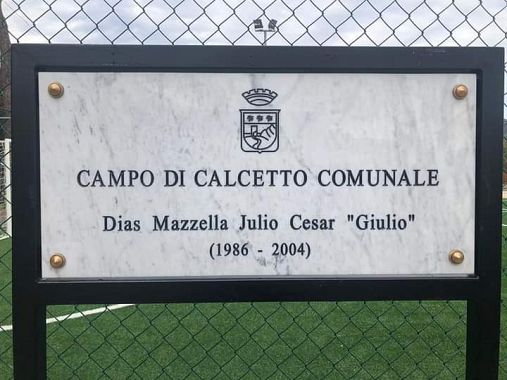 CAMPO DI CALCETTO COMUNALE
Dias Mazzella Julio Cesar "Giulio"
(1986 - 2004)